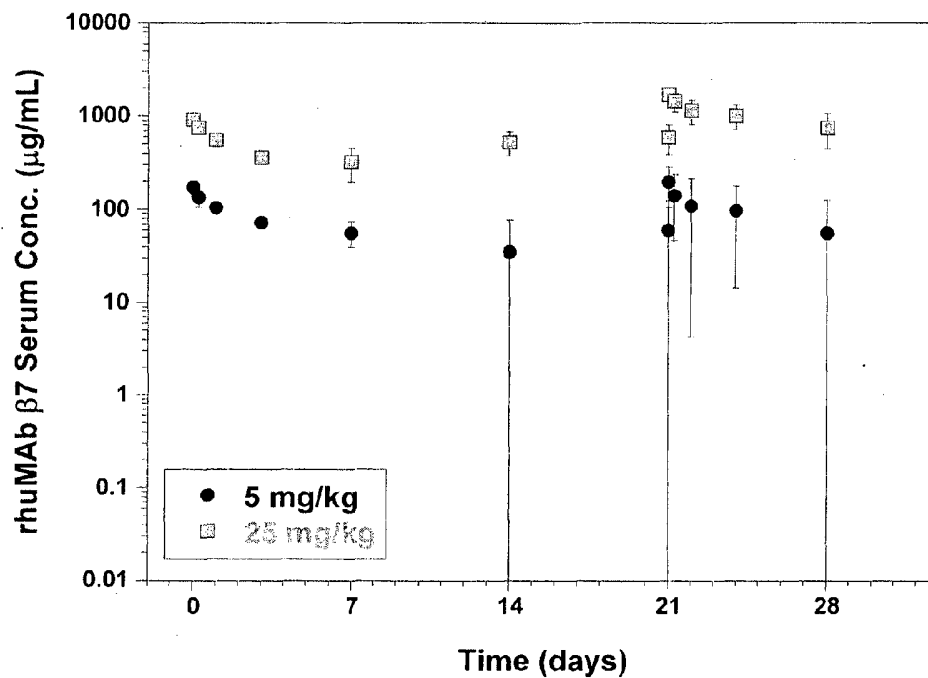 rhuMAb β7 Serum Conc. (μg/mL)
10000
1000
100
10
1
0.1
0.01
5 mg/kg
25 mg/kg
0 7 14 21 28
Time (days)